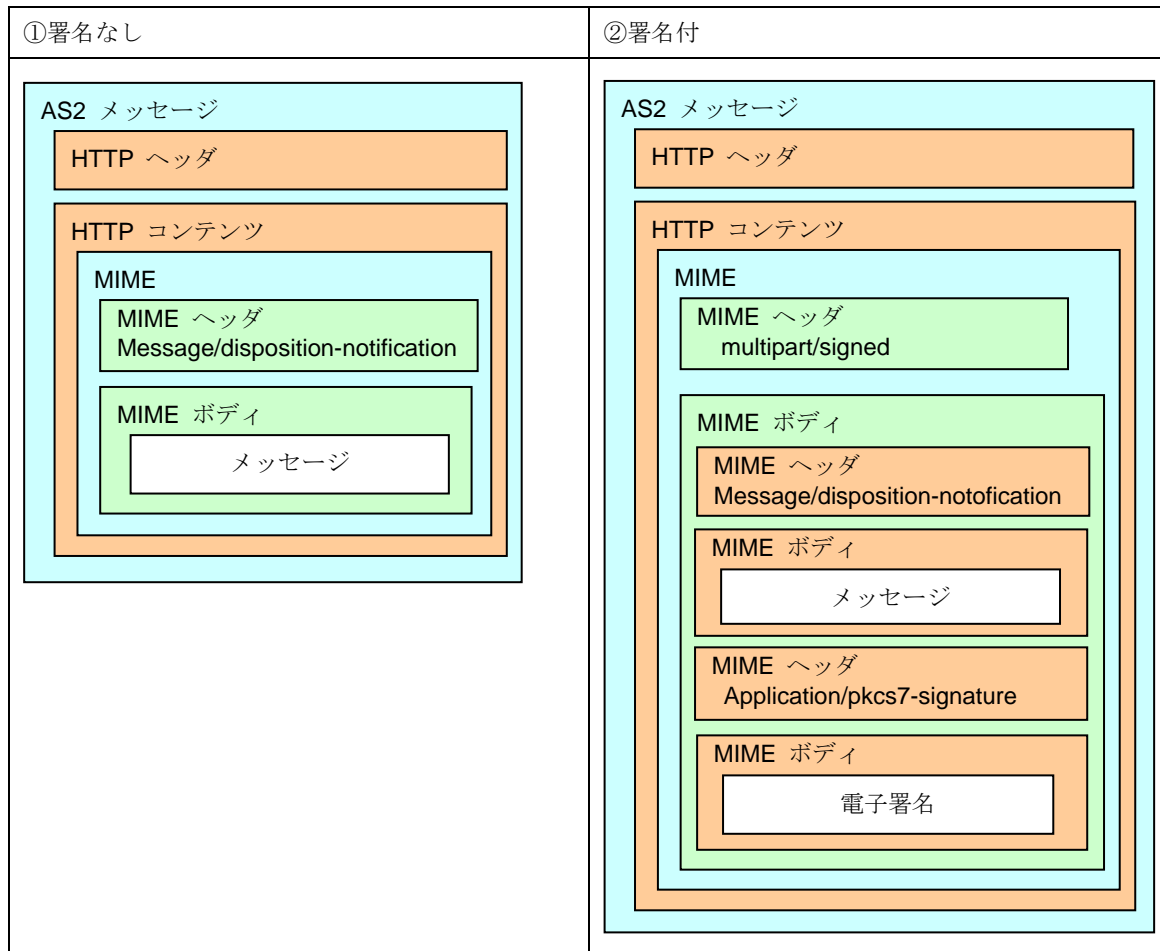 ①署名なし
②署名付
AS2 メッセージ
HTTP ヘッダ
HTTP コンテンツ
MIME
MIME ヘッダ
Message/disposition-notification
MIME ボディ
メッセージ
AS2 メッセージ
HTTP ヘッダ
HTTP コンテンツ
MIME
MIME ヘッダ
multipart/signed
MIME ボディ
MIME ヘッダ
Message/disposition-notofication
MIME ボディ
メッセージ
MIME ヘッダ
Application/pkcs7-signature
MIME ボディ
電子署名